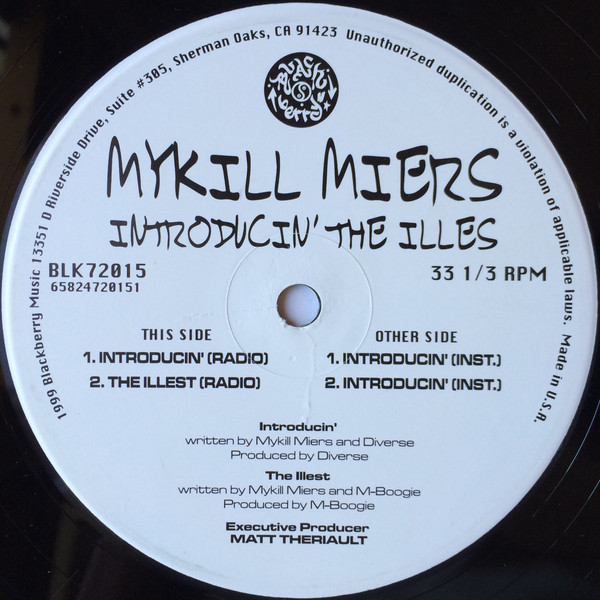 1999 Blackberry Music 13351 D Riverside Drive, Suite #305, Sherman Oaks, CA 91423 Unauthorized duplication is a violation of applicable laws. Made in U.S.A.
MYKILL MIERS
INTRODUCIN' THE ILLES
BLK72015
65824720151
33 1/3 RPM
THIS SIDE
1. INTRODUCIN' (RADIO)
2. THE ILLEST (RADIO)
OTHER SIDE
1. INTRODUCIN' (INST.)
2. INTRODUCIN' (INST.)
Introducin'
written by Mykill Miers and Diverse
Produced by Diverse
The Illest
written by Mykill Miers and M-Boogie
Produced by M-Boogie
Executive Producer
MATT THERIAULT